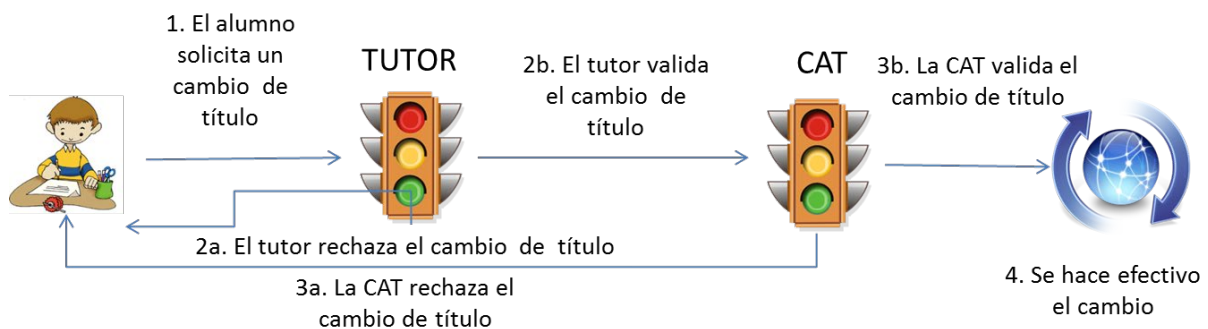 1. El alumno
solicita un
cambio de
título
TUTOR
2b. El tutor valida
el cambio de
título
CAT
3b. La CAT valida el
cambio de título
2a. El tutor rechaza el cambio de título
3a. La CAT rechaza el
cambio de título
4. Se hace efectivo
el cambio